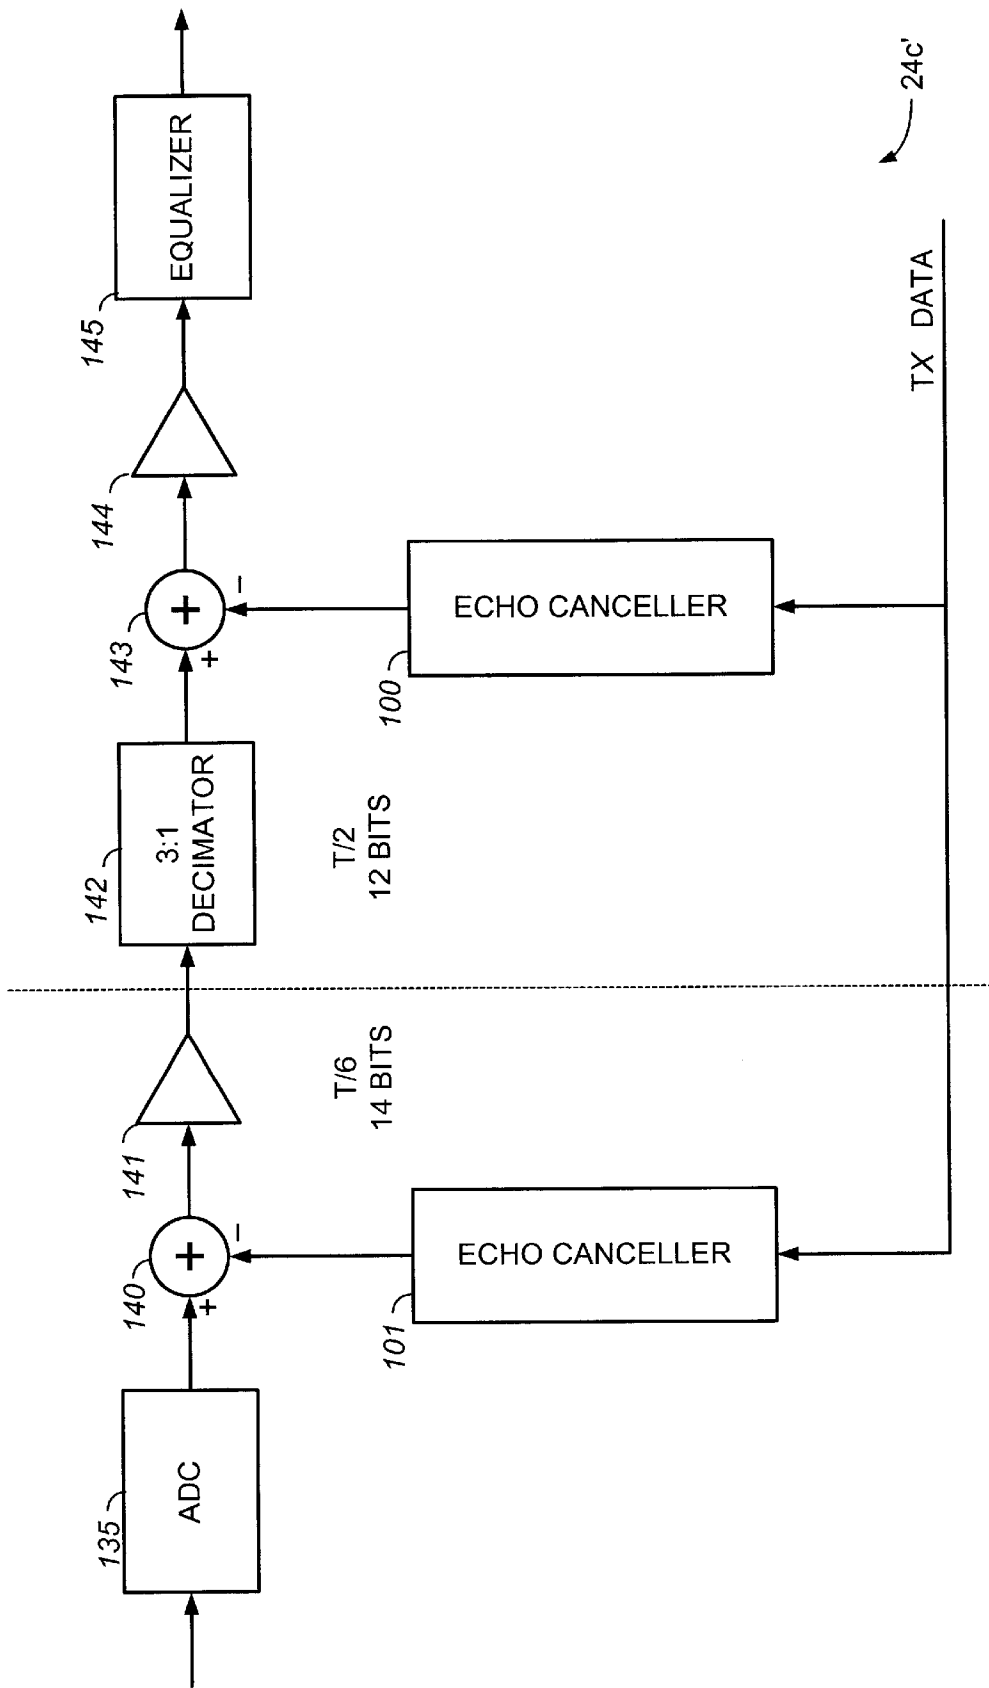 135
ADC
140
+
+
−
141
101
ECHO CANCELLER
T/6
14 BITS
142
3:1
DECIMATOR
T/2
12 BITS
143
+
+
−
100
ECHO CANCELLER
144
145
EQUALIZER
TX DATA
24c'